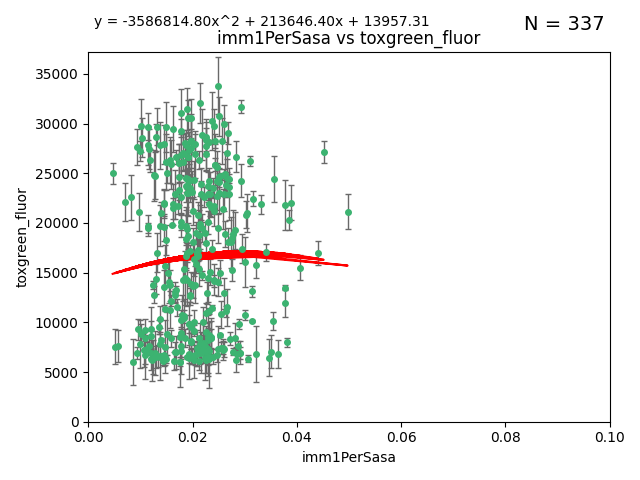 y = -3586814.80x^2 + 213646.40x + 13957.31
N = 337
imm1PerSasa vs toxgreen_fluor
35000
30000
25000
20000
15000
10000
5000
0
toxgreen_fluor
0.00
0.02
0.04
0.06
0.08
0.10
imm1PerSasa